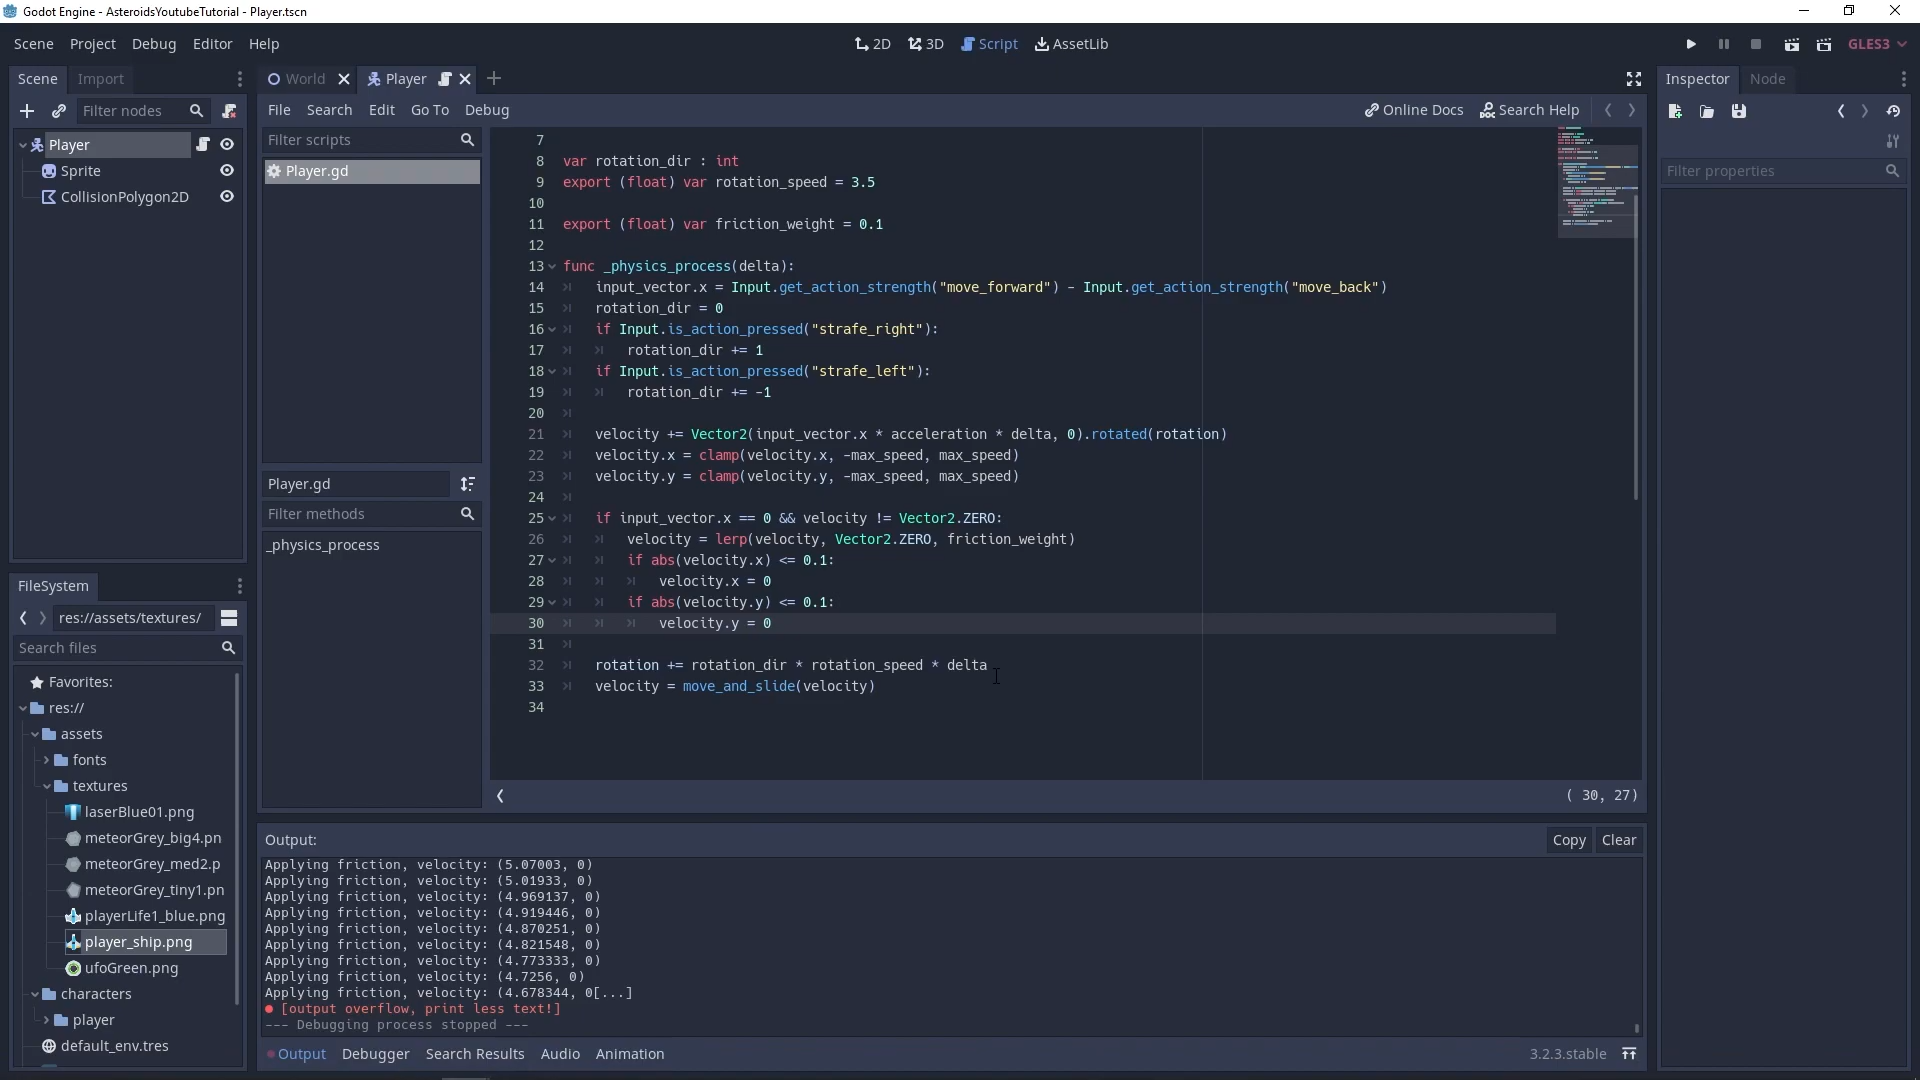 Godot Engine - AsteroidsYoutubeTutorial - Player.tscn
Scene Project Debug Editor Help
2D 3D Script AssetLib
GLES3
Scene Import
Filter nodes
Player
Sprite
CollisionPolygon2D
FileSystem
res://assets/textures/
Search files
Favorites:
res://
assets
fonts
textures
laserBlue01.png
meteorGrey_big4.pn
meteorGrey_med2.p
meteorGrey_tiny1.pn
playerLife1_blue.png
player_ship.png
ufoGreen.png
characters
player
default_env.tres
World Player
File Search Edit Go To Debug
Online Docs Search Help
Filter scripts
Player.gd
Player.gd
Filter methods
_physics_process
7
8 var rotation_dir : int
9 export (float) var rotation_speed = 3.5
10
11 export (float) var friction_weight = 0.1
12
13 func _physics_process(delta):
14 input_vector.x = Input.get_action_strength("move_forward") - Input.get_action_strength("move_back")
15 rotation_dir = 0
16 if Input.is_action_pressed("strafe_right"):
17 rotation_dir += 1
18 if Input.is_action_pressed("strafe_left"):
19 rotation_dir += -1
20
21 velocity += Vector2(input_vector.x * acceleration * delta, 0).rotated(rotation)
22 velocity.x = clamp(velocity.x, -max_speed, max_speed)
23 velocity.y = clamp(velocity.y, -max_speed, max_speed)
24
25 if input_vector.x == 0 && velocity != Vector2.ZERO:
26 velocity = lerp(velocity, Vector2.ZERO, friction_weight)
27 if abs(velocity.x) <= 0.1:
28 velocity.x = 0
29 if abs(velocity.y) <= 0.1:
30 velocity.y = 0
31
32 rotation += rotation_dir * rotation_speed * delta
33 velocity = move_and_slide(velocity)
34
( 30, 27)
Output:
Copy Clear
Applying friction, velocity: (5.07003, 0)
Applying friction, velocity: (5.01933, 0)
Applying friction, velocity: (4.969137, 0)
Applying friction, velocity: (4.919446, 0)
Applying friction, velocity: (4.870251, 0)
Applying friction, velocity: (4.821548, 0)
Applying friction, velocity: (4.773333, 0)
Applying friction, velocity: (4.7256, 0)
Applying friction, velocity: (4.678344, 0[...]
[output overflow, print less text!]
--- Debugging process stopped ---
Output Debugger Search Results Audio Animation
3.2.3.stable
Inspector Node
Filter properties